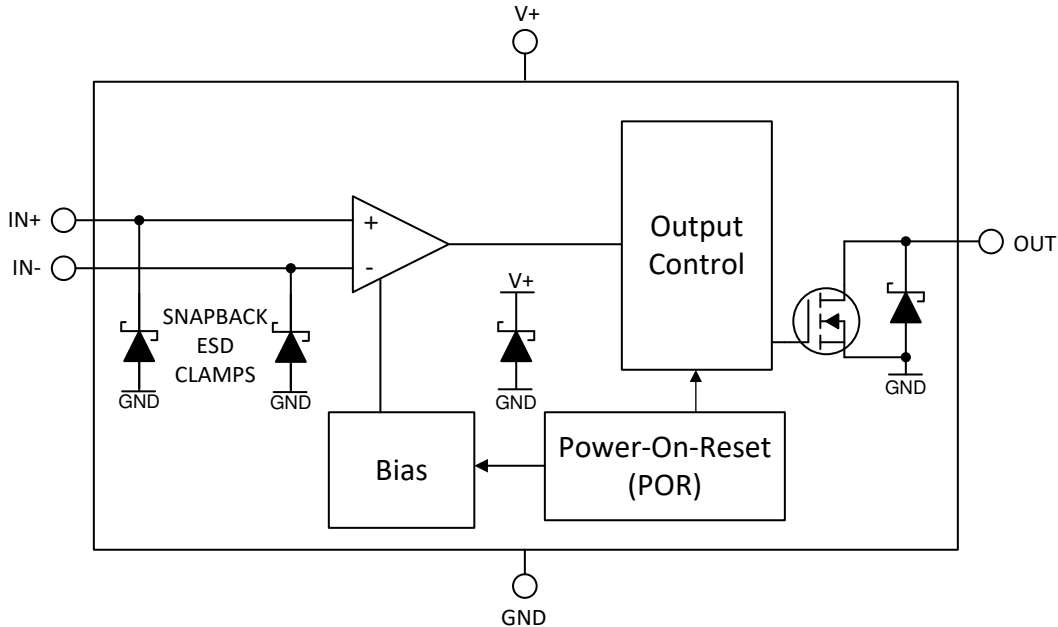 V+
IN+
IN-
+
-
Output
Control
OUT
V+
SNAPBACK
ESD
CLAMPS
GND
GND
GND
GND
Bias
Power-On-Reset
(POR)
GND